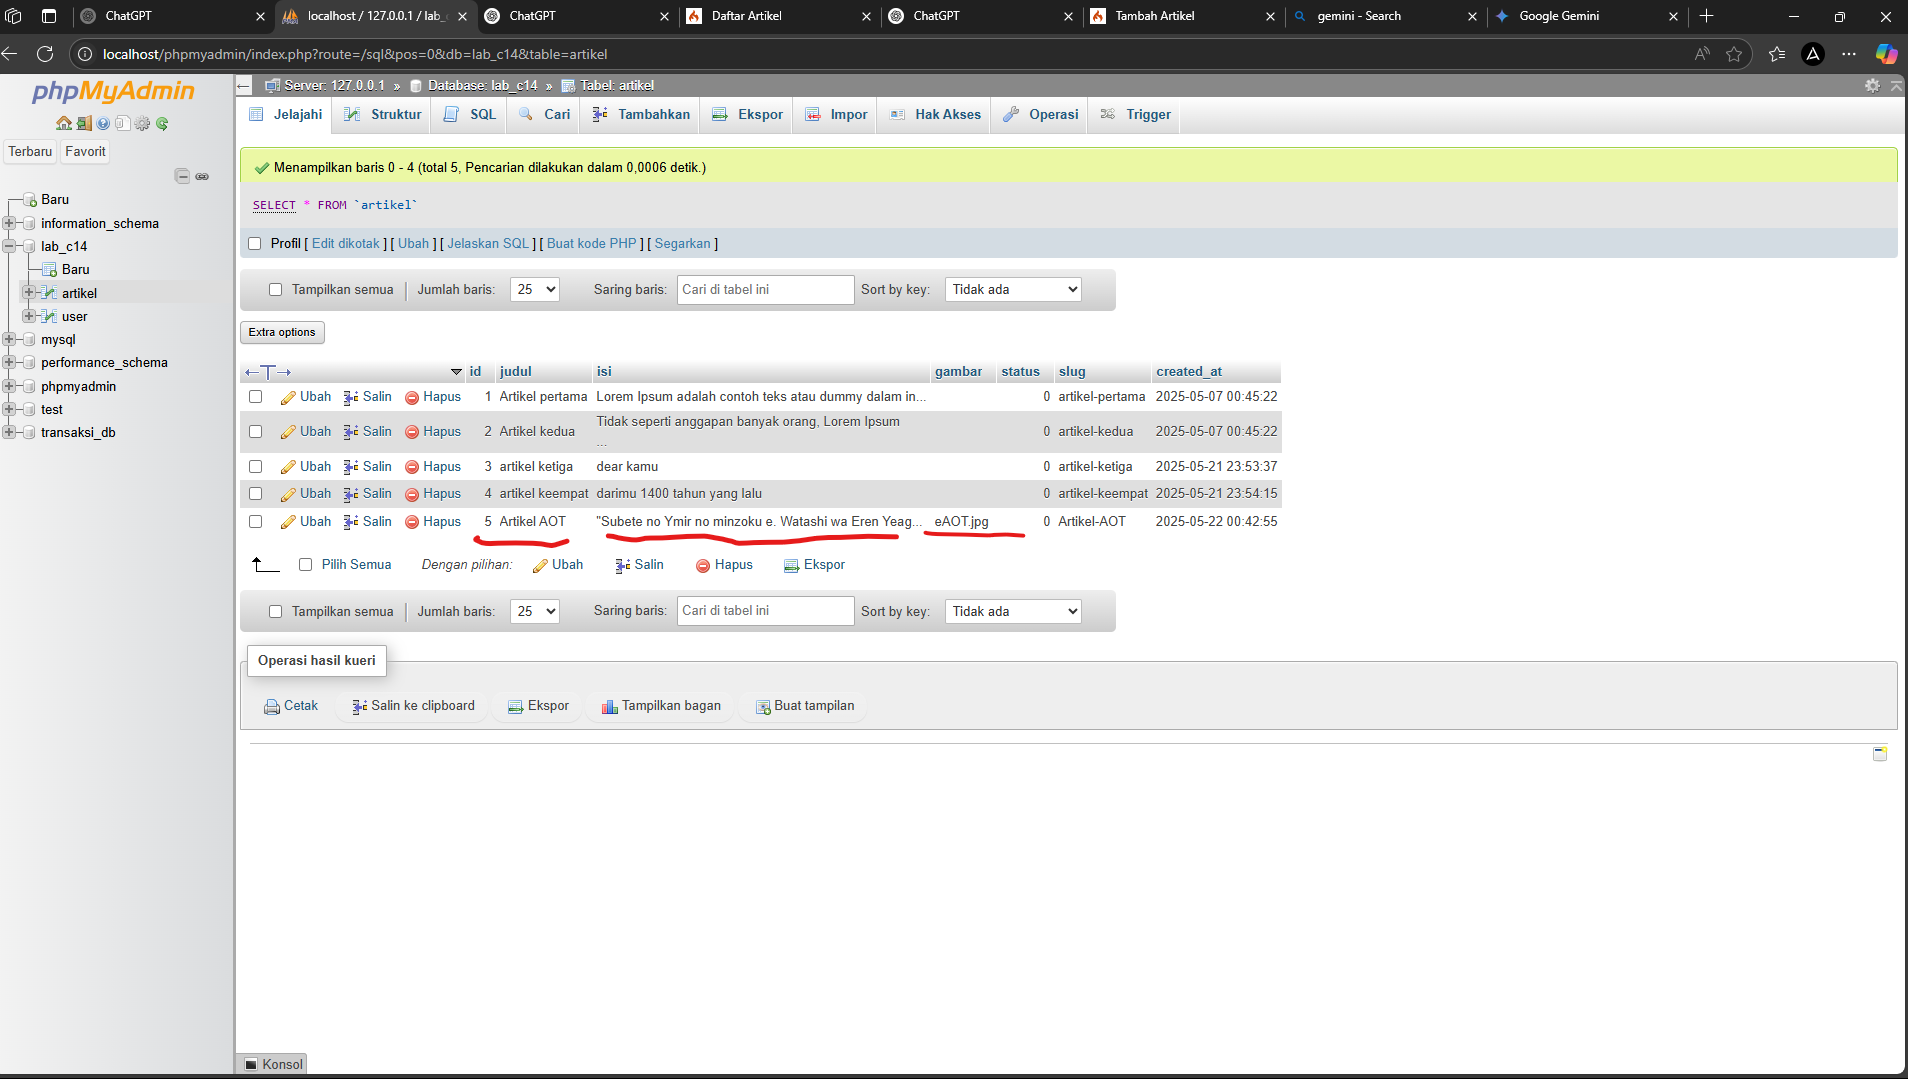 ChatGPT
localhost / 127.0.0.1 / lab_
ChatGPT
Daftar Artikel
ChatGPT
Tambah Artikel
gemini - Search
Google Gemini
localhost/phpmyadmin/index.php?route=/sql&pos=0&db=lab_c14&table=artikel
phpMyAdmin
Terbaru Favorit
Baru
information_schema
lab_c14
Baru
artikel
user
mysql
performance_schema
phpmyadmin
test
transaksi_db
Server: 127.0.0.1 » Database: lab_c14 » Tabel: artikel
Jelajahi Struktur SQL Cari Tambahkan Ekspor Impor Hak Akses Operasi Trigger
Menampilkan baris 0 - 4 (total 5, Pencarian dilakukan dalam 0,0006 detik.)
SELECT * FROM `artikel`
Profil [ Edit dikotak ] [ Ubah ] [ Jelaskan SQL ] [ Buat kode PHP ] [ Segarkan ]
Tampilkan semua | Jumlah baris: 25 Saring baris: Cari di tabel ini Sort by key: Tidak ada
Extra options
←T→ id judul isi gambar status slug created_at
Ubah Salin Hapus 1 Artikel pertama Lorem Ipsum adalah contoh teks atau dummy dalam in... 0 artikel-pertama 2025-05-07 00:45:22
Ubah Salin Hapus 2 Artikel kedua Tidak seperti anggapan banyak orang, Lorem Ipsum
... 0 artikel-kedua 2025-05-07 00:45:22
Ubah Salin Hapus 3 artikel ketiga dear kamu 0 artikel-ketiga 2025-05-21 23:53:37
Ubah Salin Hapus 4 artikel keempat darimu 1400 tahun yang lalu 0 artikel-keempat 2025-05-21 23:54:15
Ubah Salin Hapus 5 Artikel AOT "Subete no Ymir no minzoku e. Watashi wa Eren Yeag... eAOT.jpg 0 Artikel-AOT 2025-05-22 00:42:55
Pilih Semua Dengan pilihan: Ubah Salin Hapus Ekspor
Tampilkan semua | Jumlah baris: 25 Saring baris: Cari di tabel ini Sort by key: Tidak ada
Operasi hasil kueri
Cetak Salin ke clipboard Ekspor Tampilkan bagan Buat tampilan
Konsol